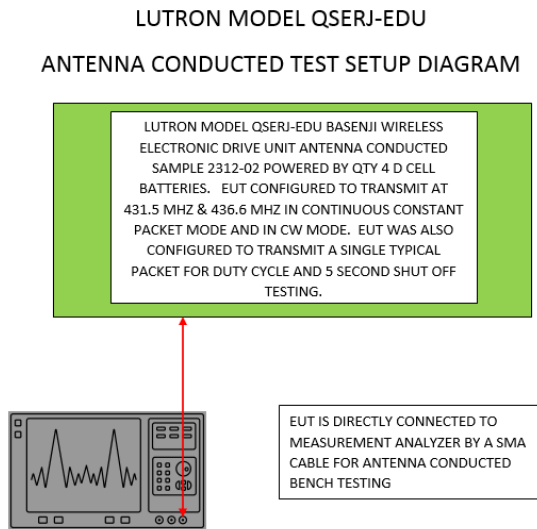 LUTRON MODEL QSERJ-EDU
ANTENNA CONDUCTED TEST SETUP DIAGRAM
LUTRON MODEL QSERJ-EDU BASENJI WIRELESS
ELECTRONIC DRIVE UNIT ANTENNA CONDUCTED
SAMPLE 2312-02 POWERED BY QTY 4 D CELL
BATTERIES.   EUT CONFIGURED TO TRANSMIT AT
431.5 MHZ & 436.6 MHZ IN CONTINUOUS CONSTANT
PACKET MODE AND IN CW MODE.  EUT WAS ALSO
CONFIGURED TO TRANSMIT A SINGLE TYPICAL
PACKET FOR DUTY CYCLE AND 5 SECOND SHUT OFF
TESTING.
EUT IS DIRECTLY CONNECTED TO
MEASUREMENT ANALYZER BY A SMA
CABLE FOR ANTENNA CONDUCTED
BENCH TESTING